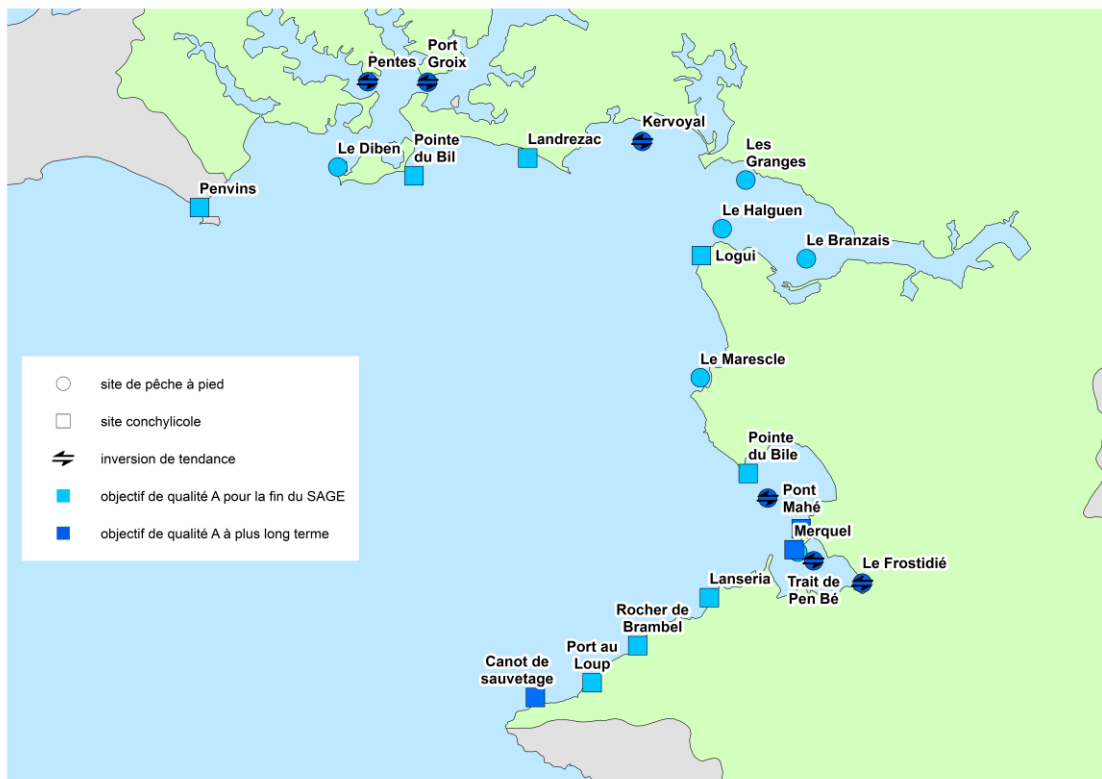 Pentes
Port
Groix
Kervoyal
Le Diben
Pointe
du Bil
Landrezac
Les
Granges
Penvins
Le Halguen
Le Branzais
Logui
Le Marescle
site de pêche à pied
site conchylicole
inversion de tendance
objectif de qualité A pour la fin du SAGE
objectif de qualité A à plus long terme
Pointe
du Bile
Pont
Mahé
Merquel
Le Frostidié
Trait de
Pen Bé
Lanseria
Rocher de
Brambel
Port au
Loup
Canot de
sauvetage